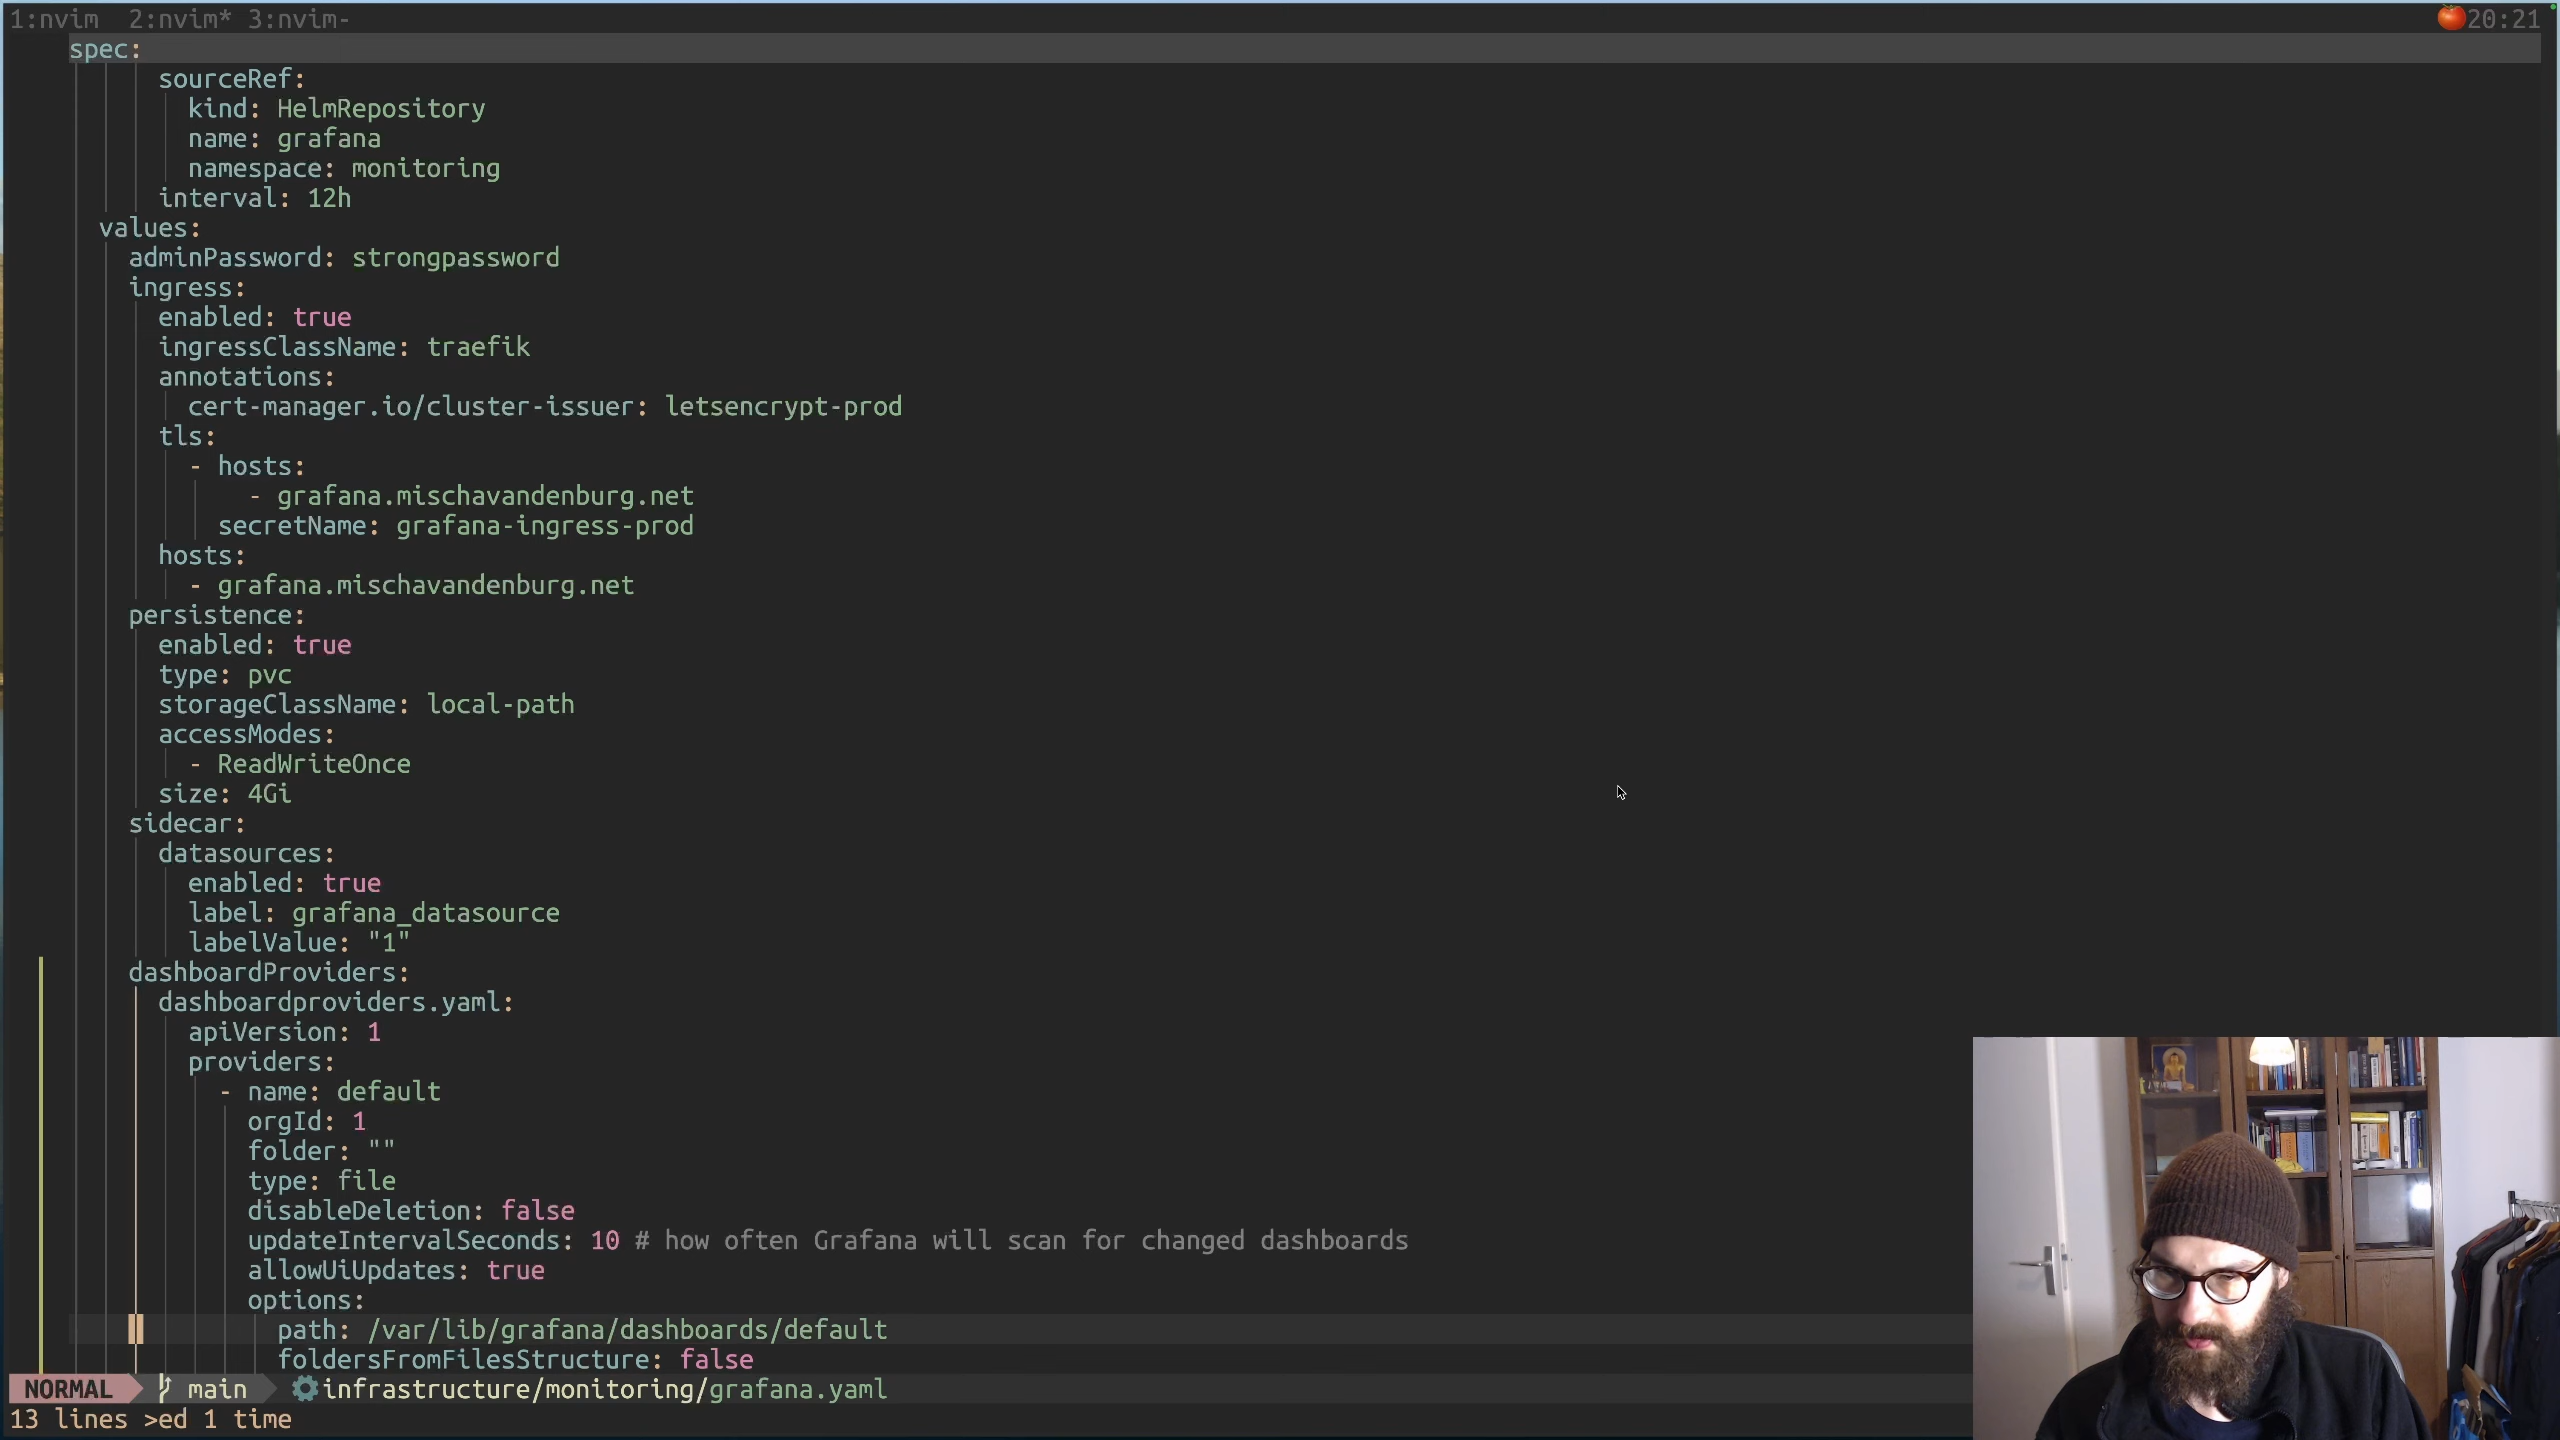 1:nvim  2:nvim* 3:nvim-
20:21
spec:
sourceRef:
kind: HelmRepository
name: grafana
namespace: monitoring
interval: 12h
values:
adminPassword: strongpassword
ingress:
enabled: true
ingressClassName: traefik
annotations:
cert-manager.io/cluster-issuer: letsencrypt-prod
tls:
- hosts:
- grafana.mischavandenburg.net
secretName: grafana-ingress-prod
hosts:
- grafana.mischavandenburg.net
persistence:
enabled: true
type: pvc
storageClassName: local-path
accessModes:
- ReadWriteOnce
size: 4Gi
sidecar:
datasources:
enabled: true
label: grafana_datasource
labelValue: "1"
dashboardProviders:
dashboardproviders.yaml:
apiVersion: 1
providers:
- name: default
orgId: 1
folder: ""
type: file
disableDeletion: false
updateIntervalSeconds: 10 # how often Grafana will scan for changed dashboards
allowUiUpdates: true
options:
path: /var/lib/grafana/dashboards/default
foldersFromFilesStructure: false
NORMAL main infrastructure/monitoring/grafana.yaml
13 lines >ed 1 time